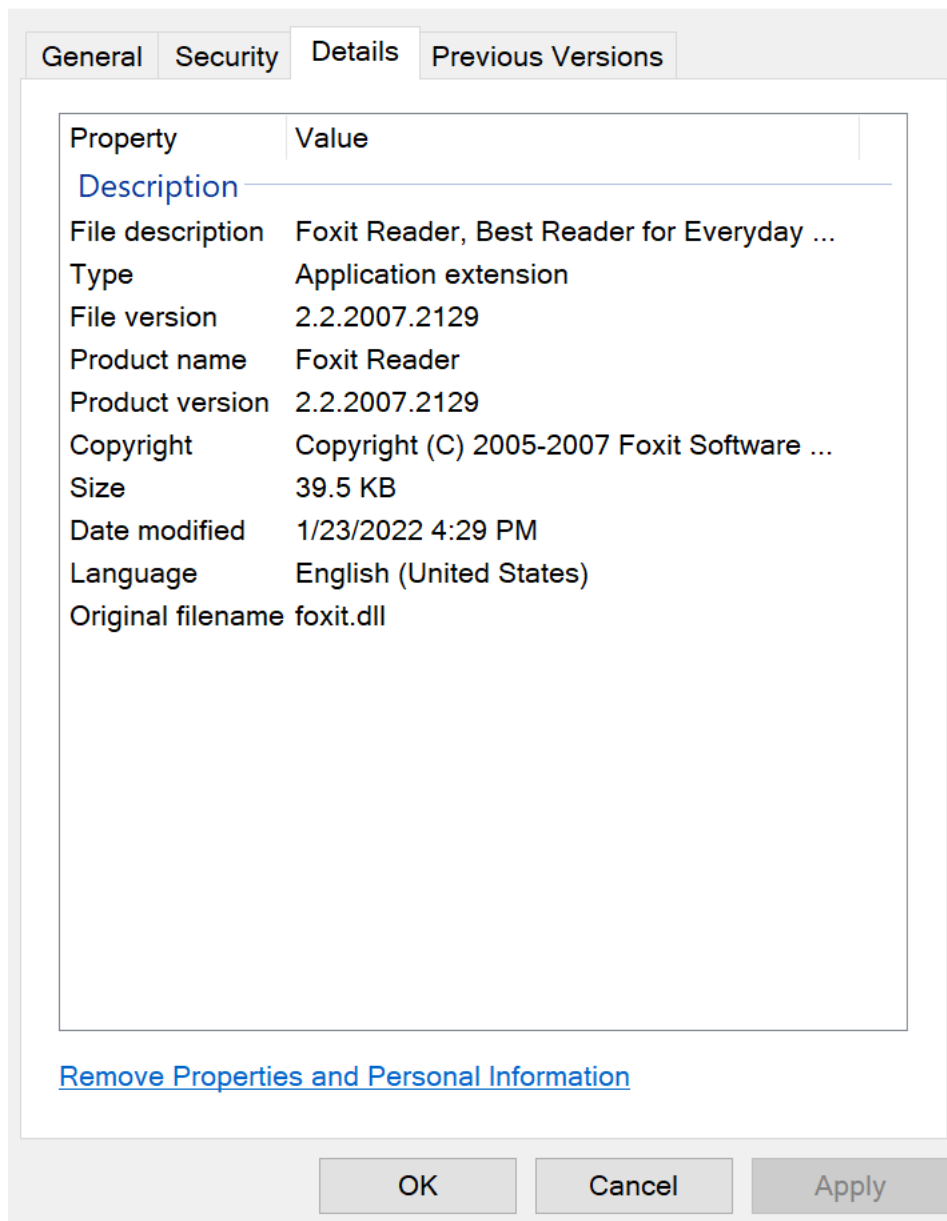 General Security Details Previous Versions
Property Value
Description
File description Foxit Reader, Best Reader for Everyday ...
Type Application extension
File version 2.2.2007.2129
Product name Foxit Reader
Product version 2.2.2007.2129
Copyright Copyright (C) 2005-2007 Foxit Software ...
Size 39.5 KB
Date modified 1/23/2022 4:29 PM
Language English (United States)
Original filename foxit.dll
Remove Properties and Personal Information
OK Cancel Apply